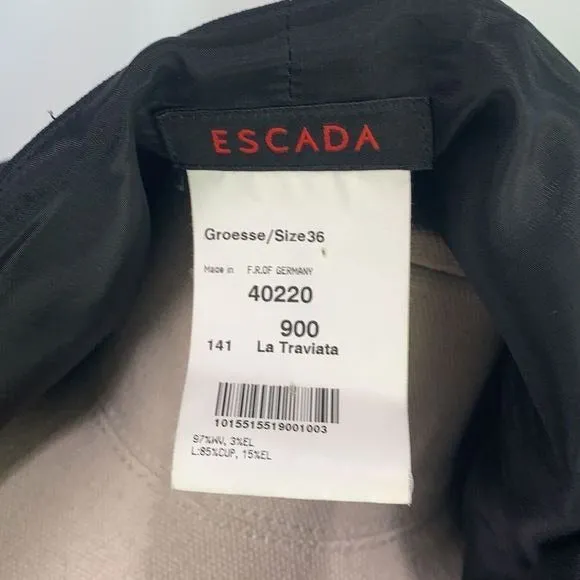 ESCADA
Groesse/Size36
Made in F.R.OF GERMANY
40220
900
141 La Traviata
1015515519001003
97%WV, 3%EL
L:85%CUP, 15%EL